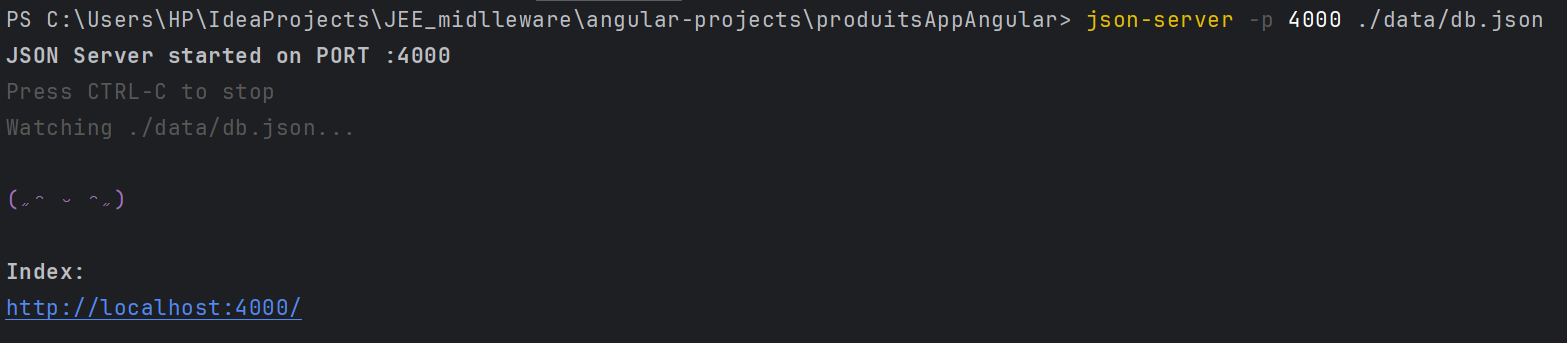 PS C:\Users\HP\IdeaProjects\JEE_midlleware\angular-projects\produitsAppAngular> json-server -p 4000 ./data/db.json
JSON Server started on PORT :4000
Press CTRL-C to stop
Watching ./data/db.json...
(˶ᵔ ᵕ ᵔ˶)
Index:
http://localhost:4000/